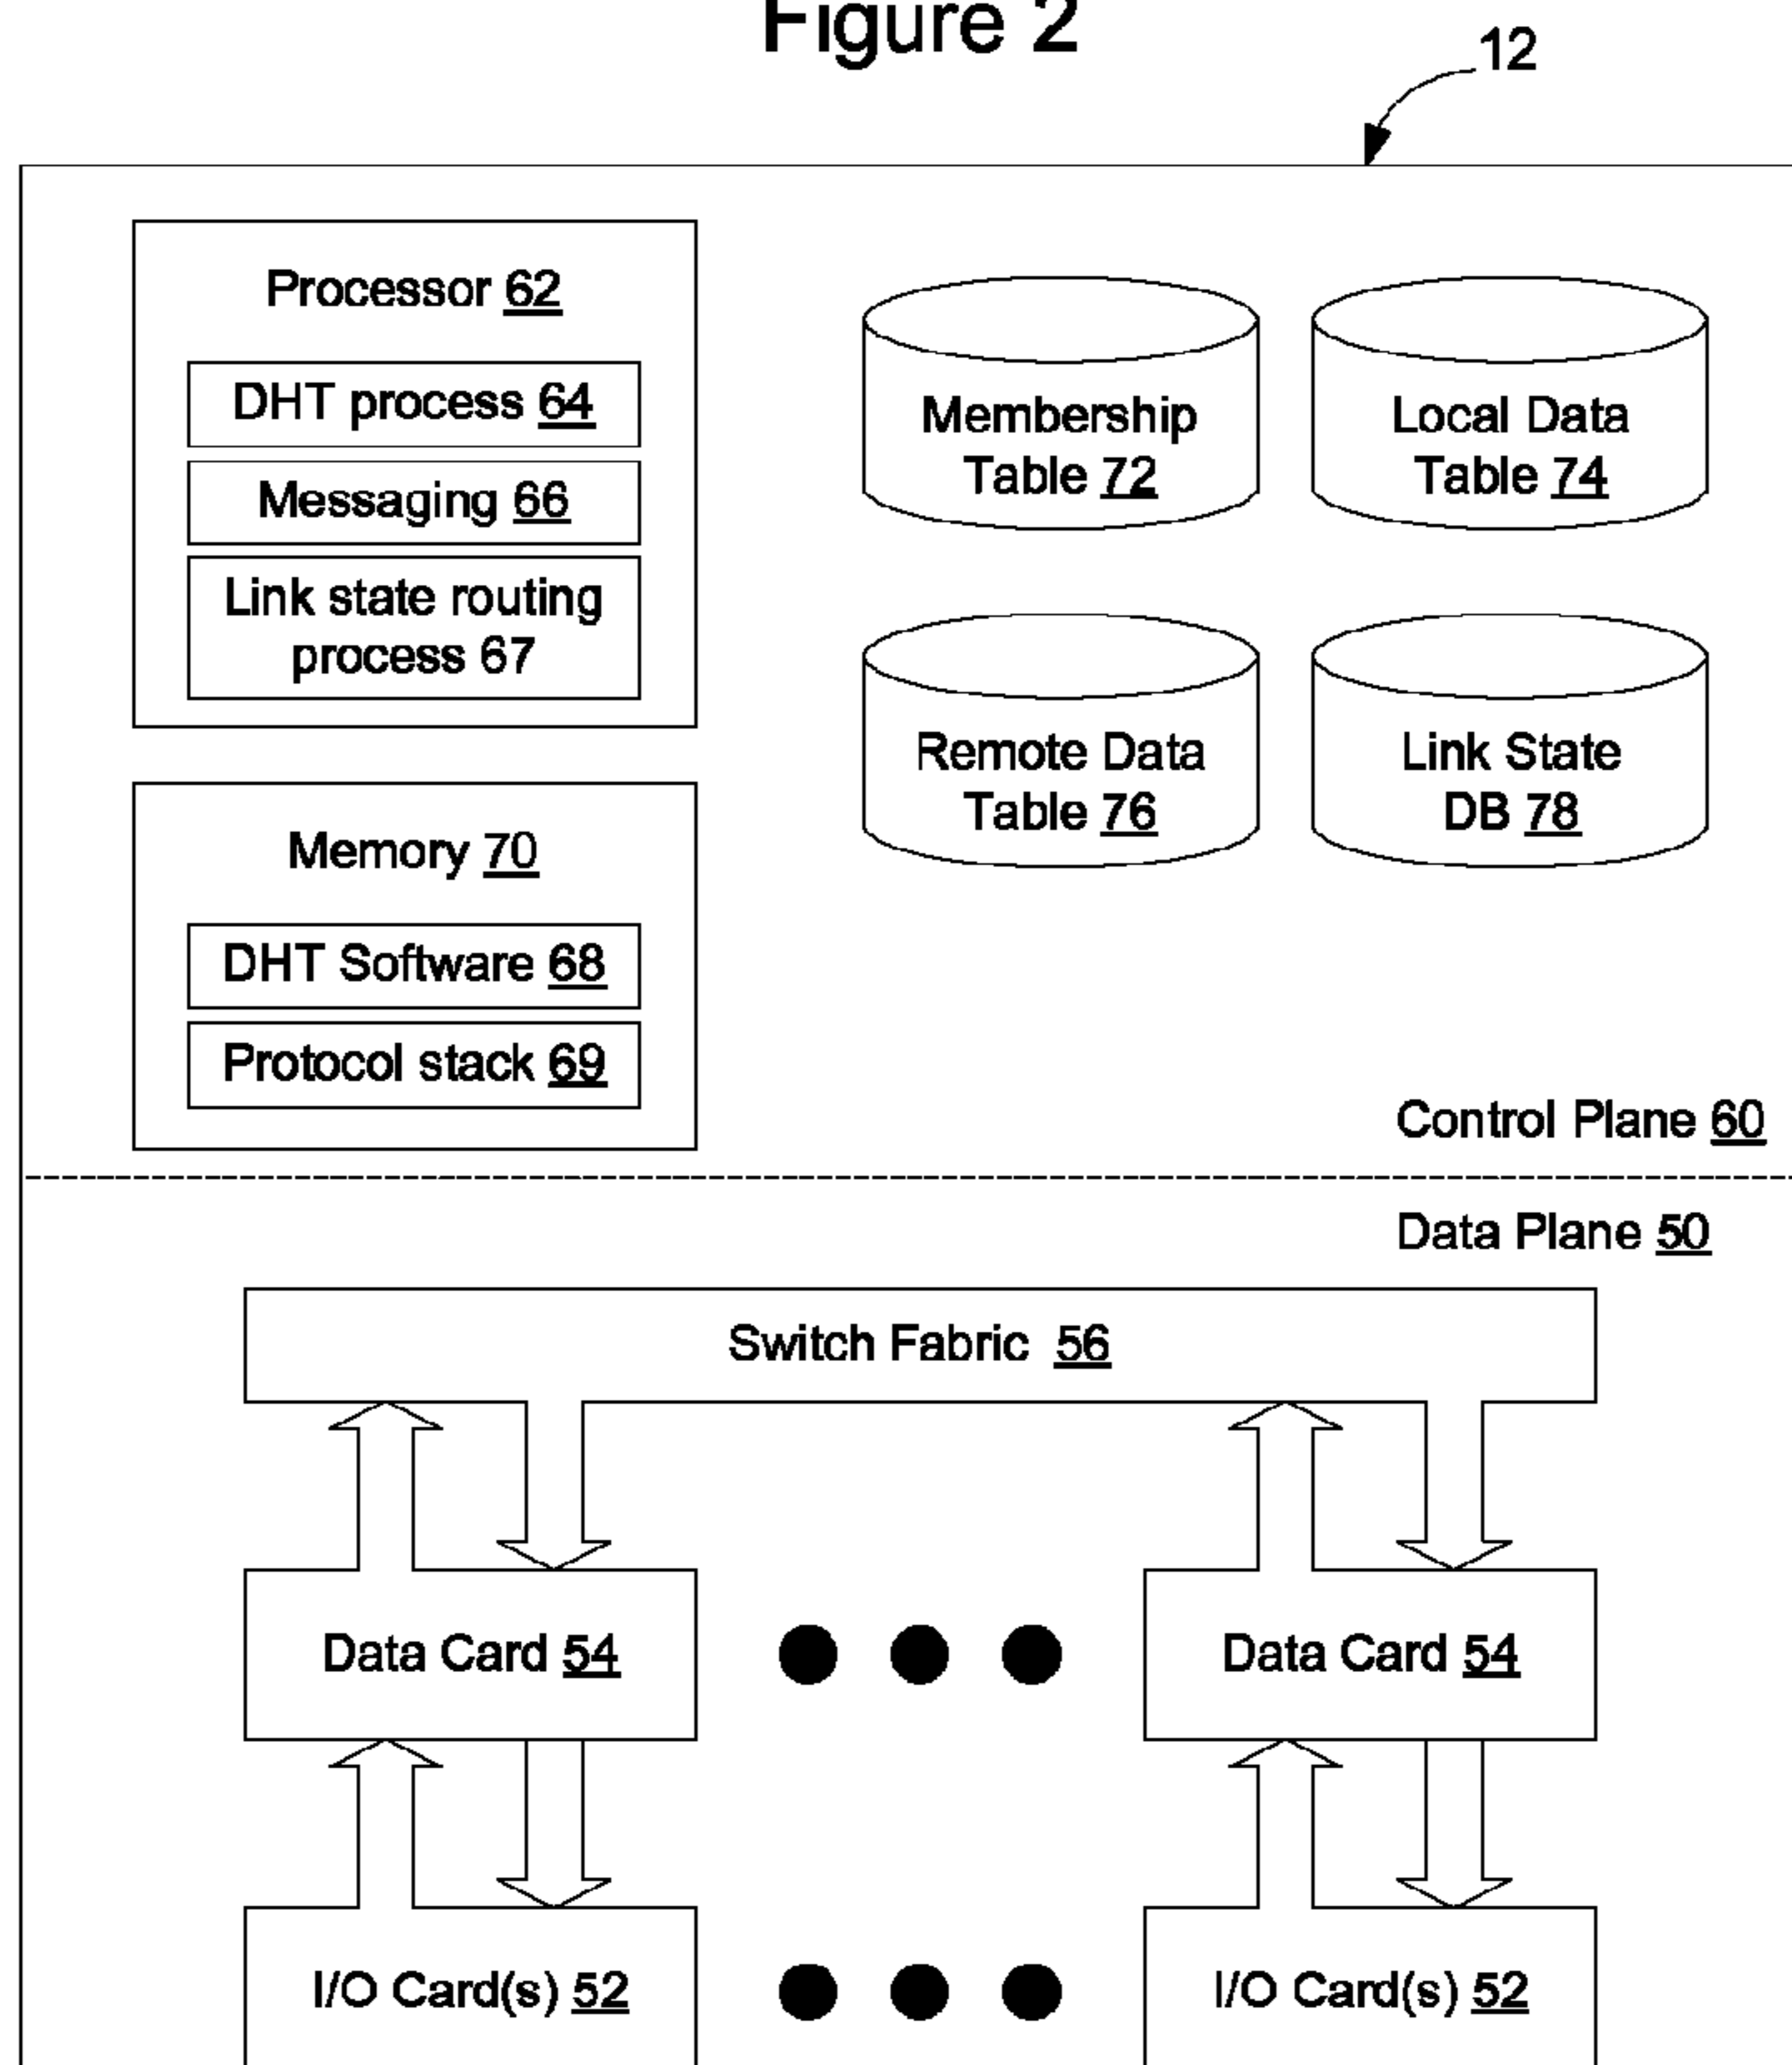 Figure 2
12
Processor 62
DHT process 64
Messaging 66
Link state routing
process 67
Membership
Table 72
Local Data
Table 74
Remote Data
Table 76
Link State
DB 78
Memory 70
DHT Software 68
Protocol stack 69
Control Plane 60
Data Plane 50
Switch Fabric 56
Data Card 54
Data Card 54
I/O Card(s) 52
I/O Card(s) 52